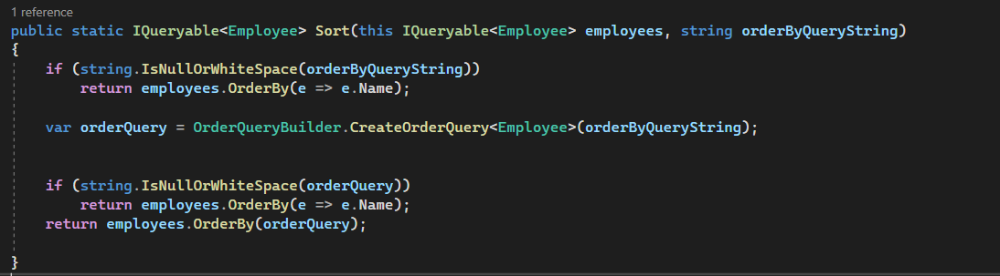 1 reference
public static IQueryable<Employee> Sort(this IQueryable<Employee> employees, string orderByQueryString)
{
if (string.IsNullOrWhiteSpace(orderByQueryString))
return employees.OrderBy(e => e.Name);
var orderQuery = OrderQueryBuilder.CreateOrderQuery<Employee>(orderByQueryString);
if (string.IsNullOrWhiteSpace(orderQuery))
return employees.OrderBy(e => e.Name);
return employees.OrderBy(orderQuery);
}